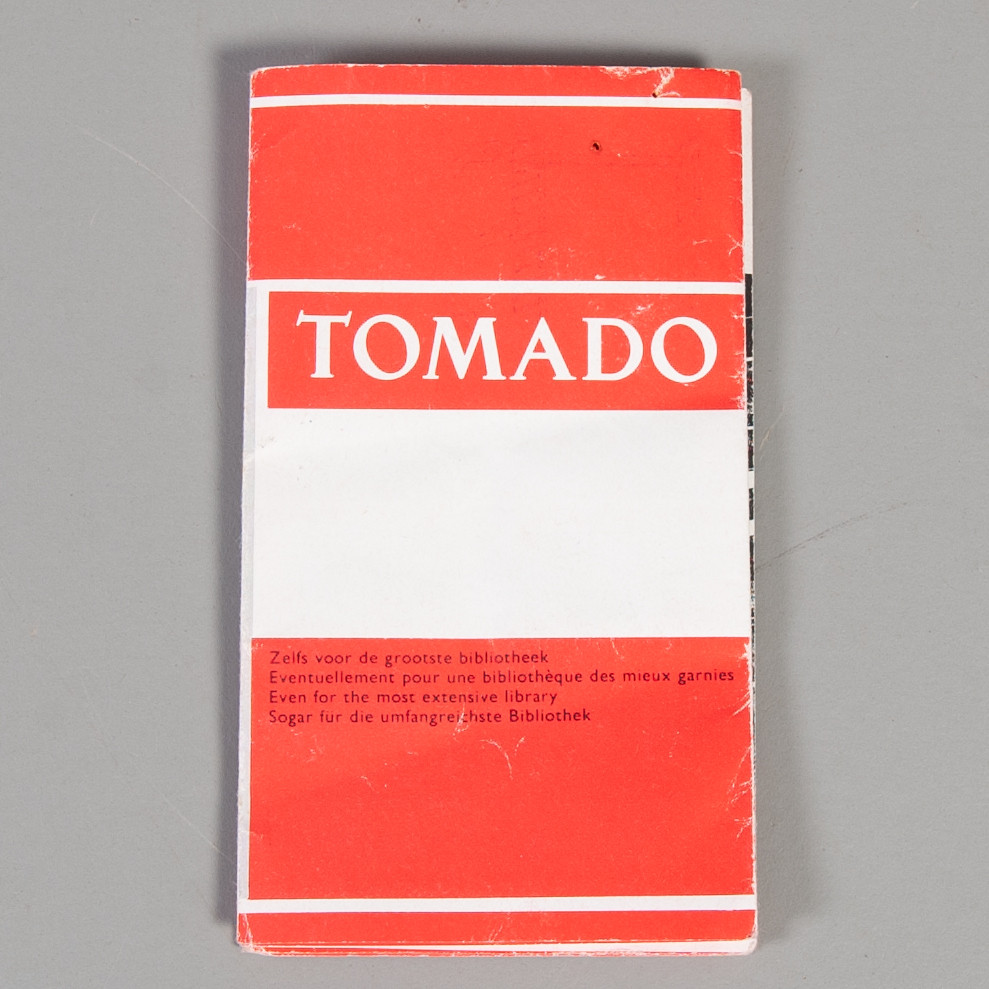 TOMADO
Zelfs voor de grootste bibliotheek
Eventuellement pour une bibliothèque des mieux garnies
Even for the most extensive library
Sogar für die umfangreichste Bibliothek